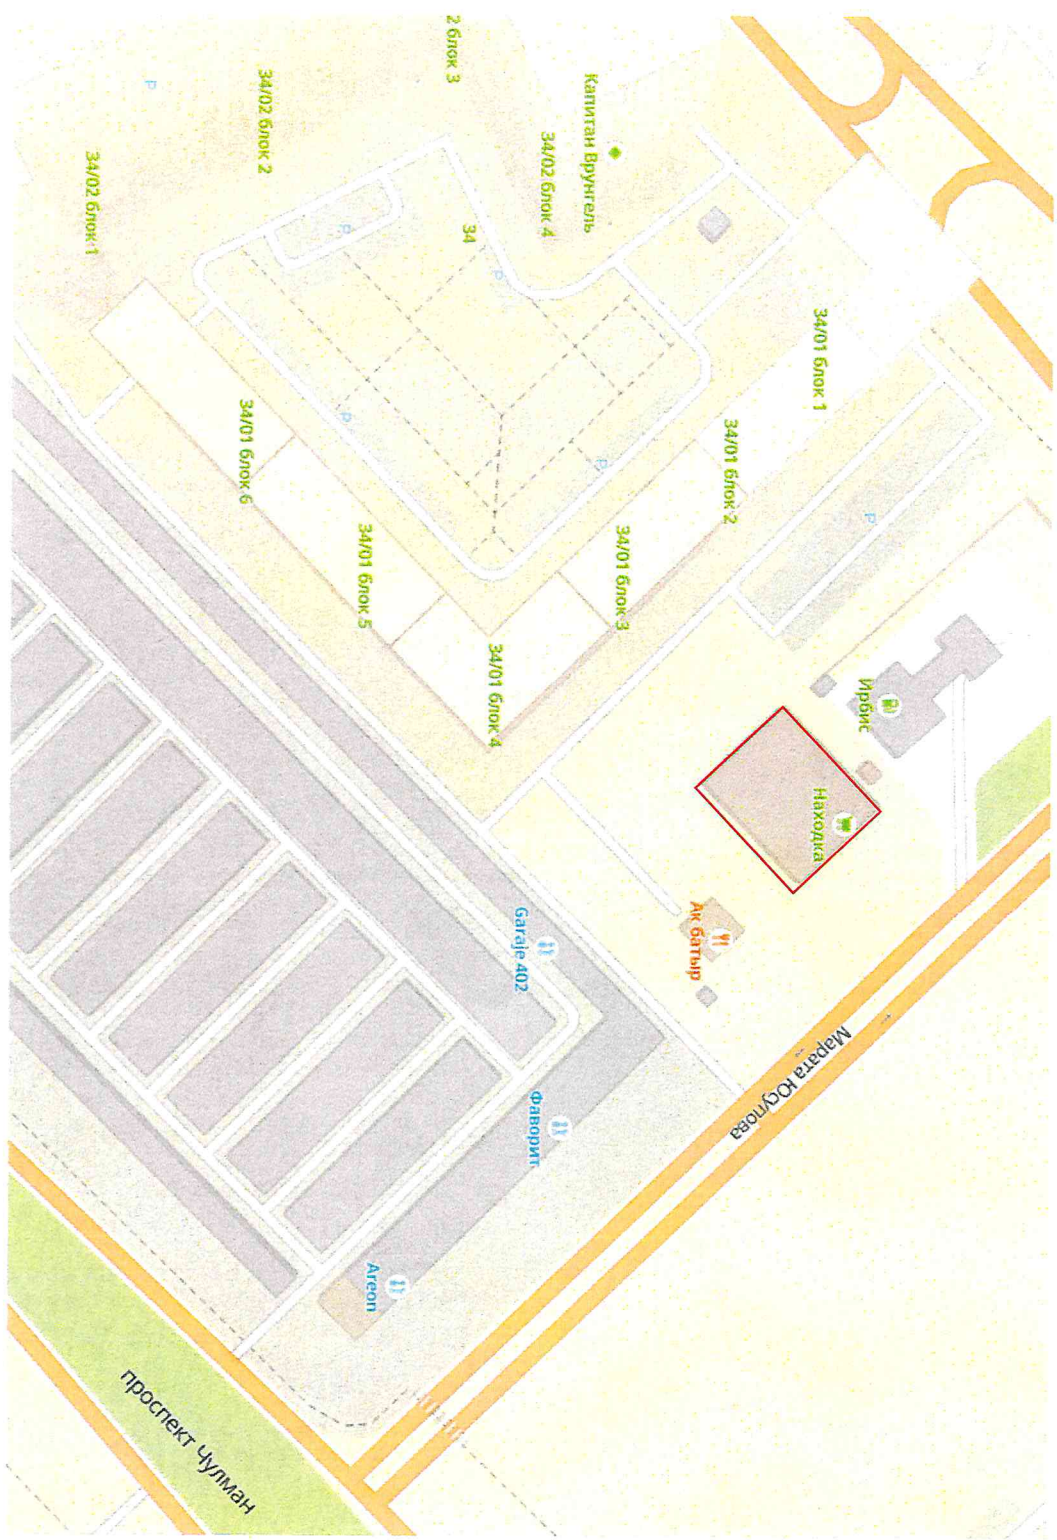 2 блок 3
34/02 блок 2
34/02 блок 1
P
Капитан Врунгель
34/02 блок 4
34
P
P
34/01 блок 1
34/01 блок 2
34/01 блок 3
34/01 блок 4
34/01 блок 5
34/01 блок 6
P
P
P
Ирбис
Находка
Ак батыр
Garaje 402
Фаворит
Агеоп
Марата Юсупова
проспект Чулман